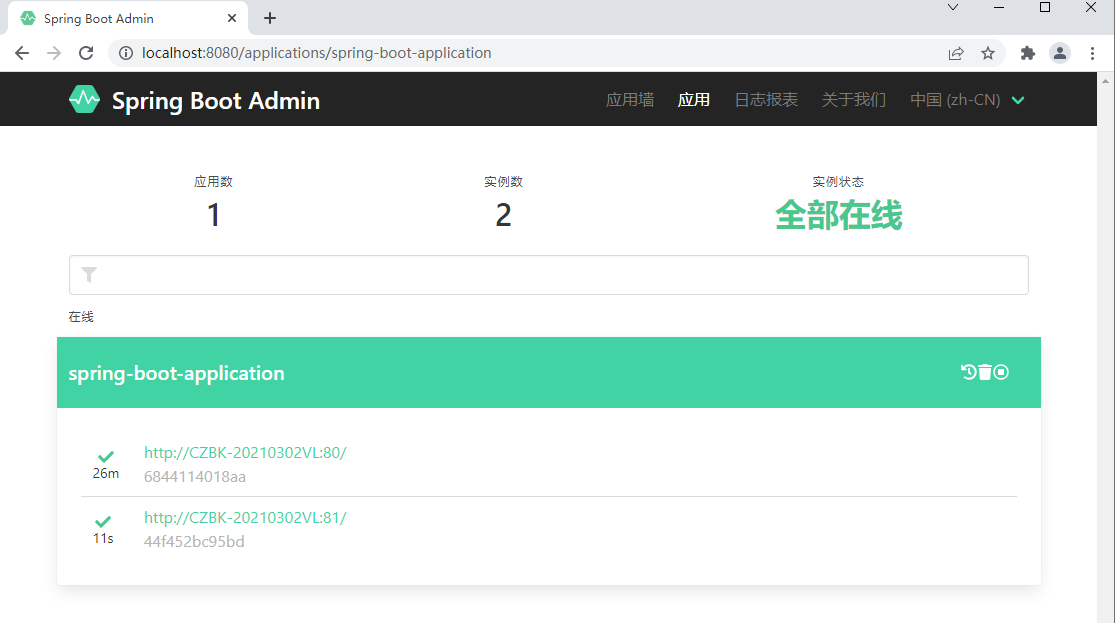 Spring Boot Admin
localhost:8080/applications/spring-boot-application
Spring Boot Admin 应用墙 应用 日志报表 关于我们 中国 (zh-CN)
应用数 实例数 实例状态
1 2 全部在线
在线
spring-boot-application
http://CZBK-20210302VL:80/
26m 6844114018aa
http://CZBK-20210302VL:81/
11s 44f452bc95bd